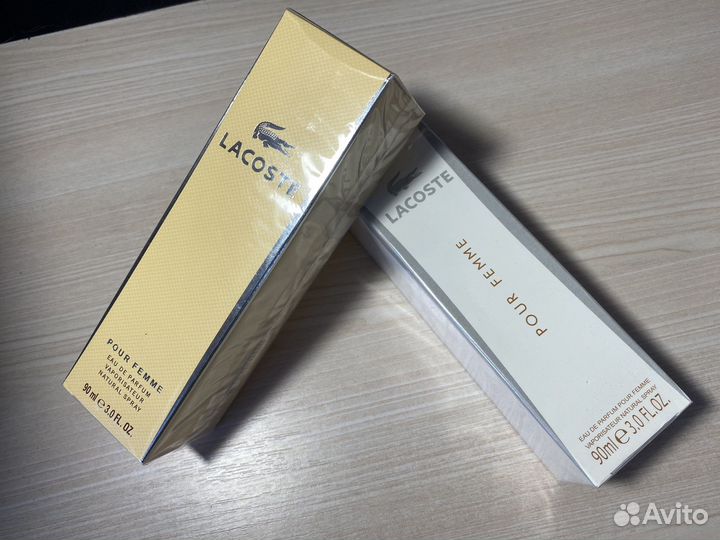 LACOSTE
POUR FEMME
EAU DE PARFUM
VAPORISATEUR
NATURAL SPRAY
90 ml e 3.0 FL. OZ.
LACOSTE
POUR FEMME
EAU DE PARFUM POUR FEMME
VAPORISATEUR NATURAL SPRAY
90ml e 3.0 FL.OZ.
Avito